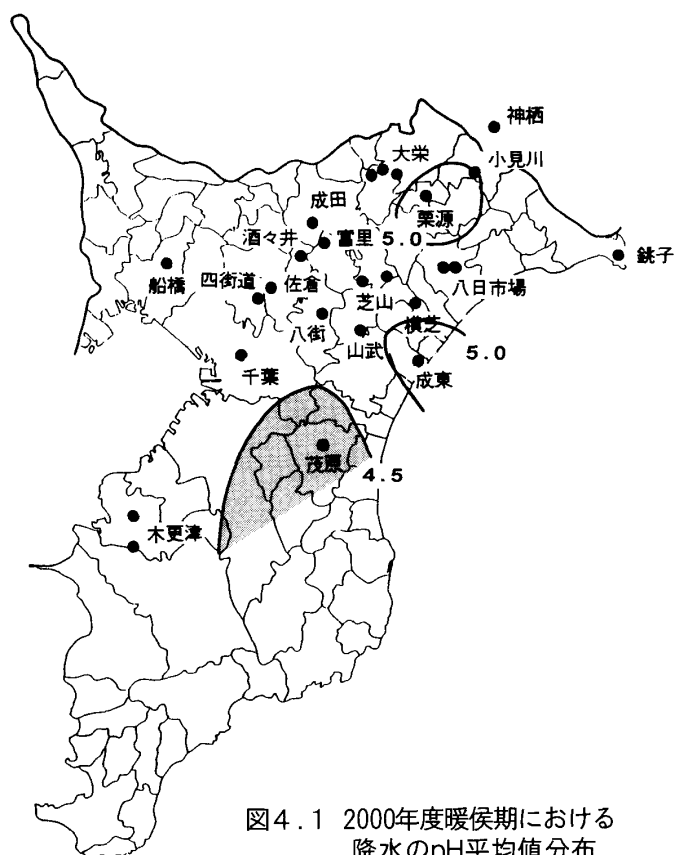 神栖
大栄
小見川
成田
栗源
酒々井
富里
5.0
銚子
船橋
四街道
佐倉
芝山
八日市場
八街
横芝
山武
5.0
千葉
成東
茂原
4.5
木更津
図4.1 2000年度暖侯期における
降水のpH平均値分布